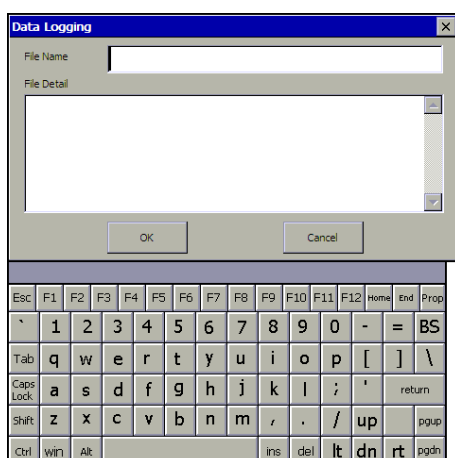 Data Logging ×
File Name
File Detail
OK Cancel
Esc F1 F2 F3 F4 F5 F6 F7 F8 F9 F10 F11 F12 Home End Prop
` 1 2 3 4 5 6 7 8 9 0 - = BS
Tab q w e r t y u i o p [ ] \
Caps Lock a s d f g h j k l ; ' return
Shift z x c v b n m , . / up pgup
Ctrl win Alt ins del lt dn rt pgdn